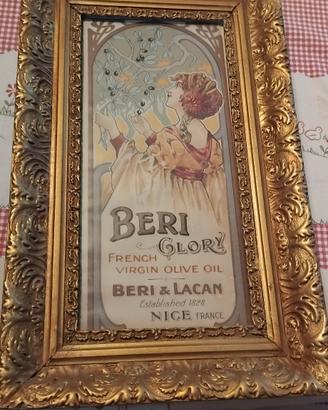 BERI
GLORY
FRENCH
VIRGIN OLIVE OIL
BERI & LACAN
Established 1828
NICE FRANCE